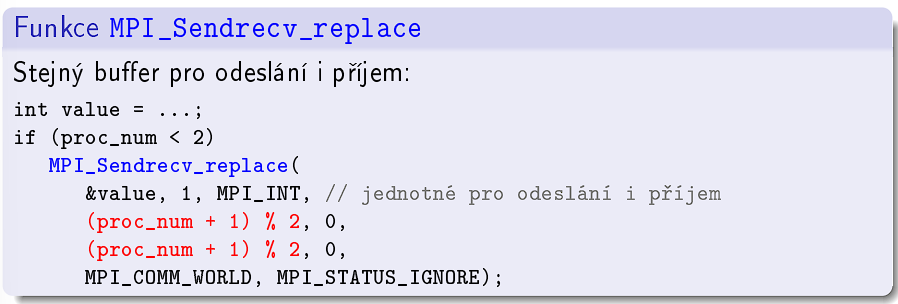 Funkce MPI_Sendrecv_replace
Stejný buffer pro odeslání i příjem:
int value = ...;
if (proc_num < 2)
MPI_Sendrecv_replace(
&value, 1, MPI_INT, // jednotné pro odeslání i příjem
(proc_num + 1) % 2, 0,
(proc_num + 1) % 2, 0,
MPI_COMM_WORLD, MPI_STATUS_IGNORE);